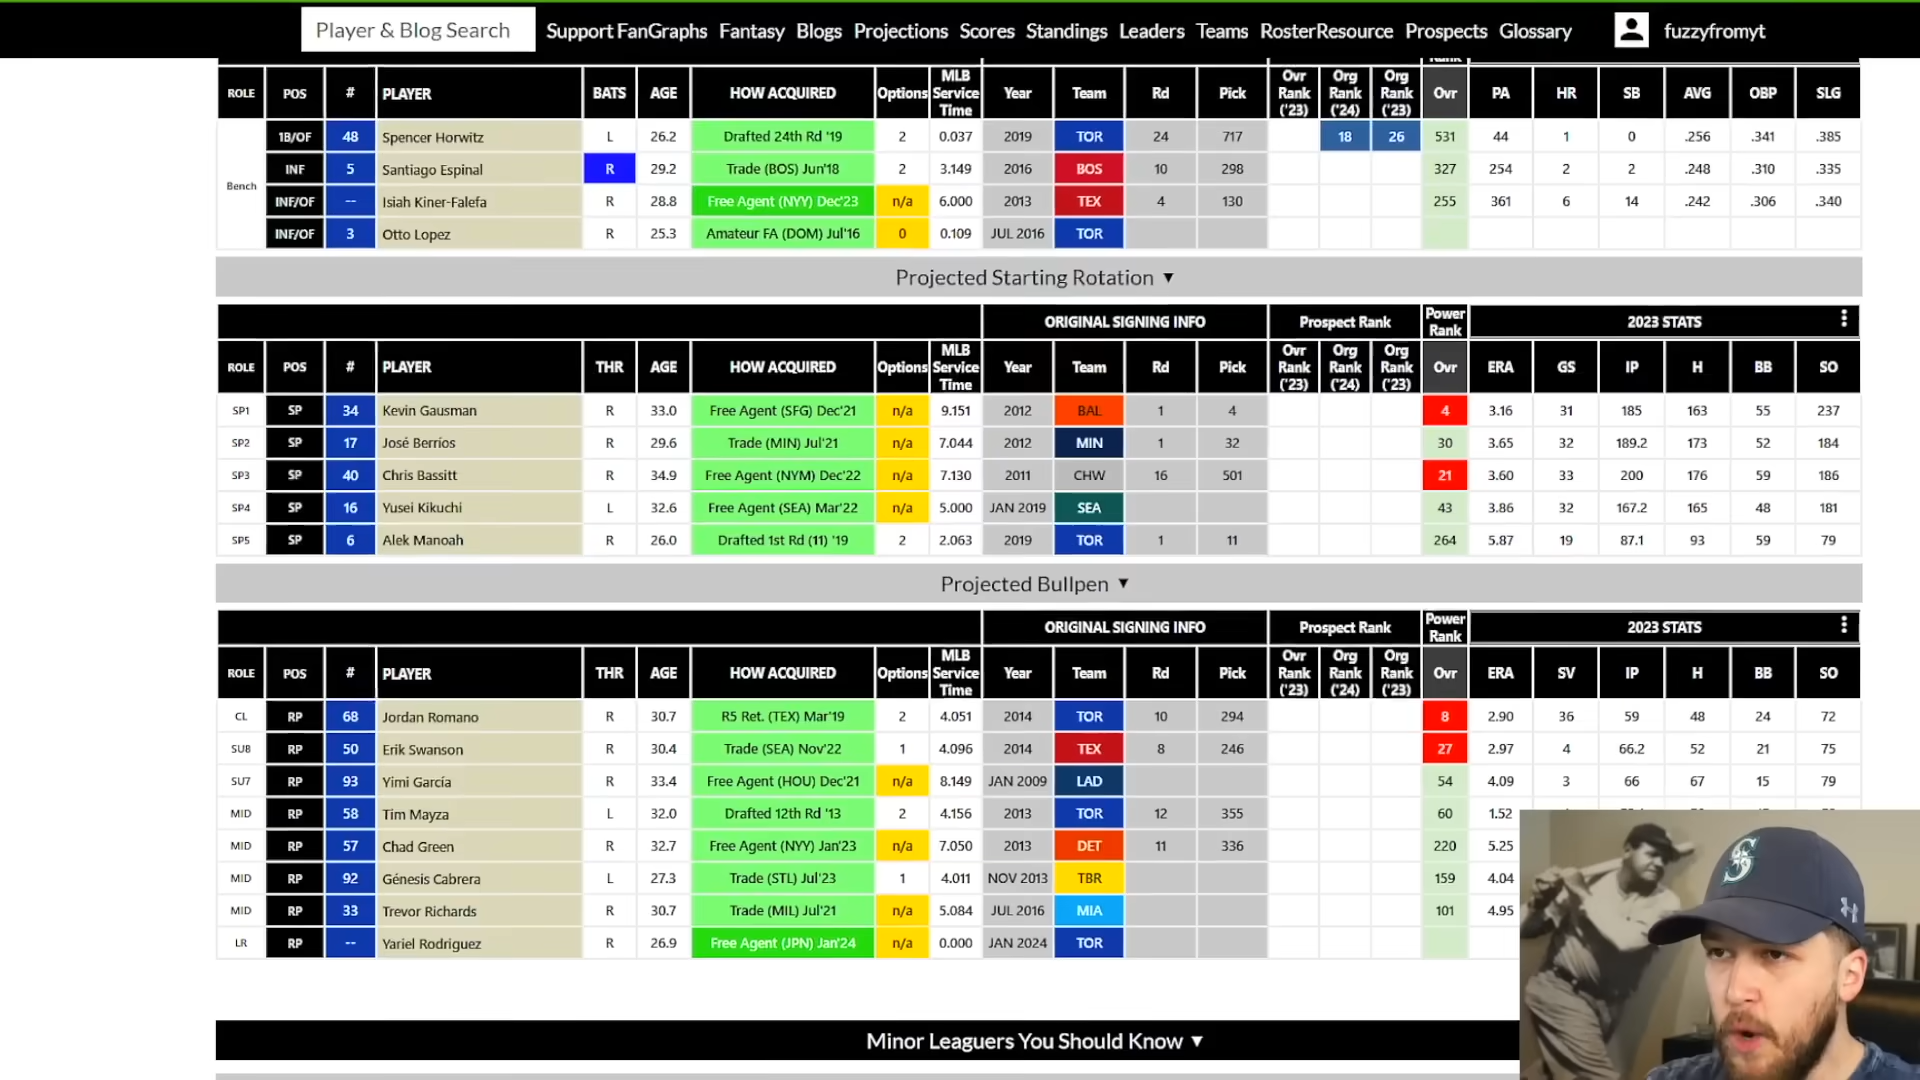 Player & Blog Search Support FanGraphs Fantasy Blogs Projections Scores Standings Leaders Teams RosterResource Prospects Glossary fuzzyfromyt
Rank
ROLE POS # PLAYER BATS AGE HOW ACQUIRED Options MLB Service Time Year Team Rd Pick Ovr Rank ('23) Org Rank ('24) Org Rank ('23) Ovr PA HR SB AVG OBP SLG
Bench
1B/OF 48 Spencer Horwitz L 26.2 Drafted 24th Rd '19 2 0.037 2019 TOR 24 717 18 26 531 44 1 0 .256 .341 .385
INF 5 Santiago Espinal R 29.2 Trade (BOS) Jun'18 2 3.149 2016 BOS 10 298 327 254 2 2 .248 .310 .335
INF/OF -- Isiah Kiner-Falefa R 28.8 Free Agent (NYY) Dec'23 n/a 6.000 2013 TEX 4 130 255 361 6 14 .242 .306 .340
INF/OF 3 Otto Lopez R 25.3 Amateur FA (DOM) Jul'16 0 0.109 JUL 2016 TOR
Projected Starting Rotation ▼
ORIGINAL SIGNING INFO Prospect Rank Power Rank 2023 STATS
ROLE POS # PLAYER THR AGE HOW ACQUIRED Options MLB Service Time Year Team Rd Pick Ovr Rank ('23) Org Rank ('24) Org Rank ('23) Ovr ERA GS IP H BB SO
SP1 SP 34 Kevin Gausman R 33.0 Free Agent (SFG) Dec'21 n/a 9.151 2012 BAL 1 4 4 3.16 31 185 163 55 237
SP2 SP 17 José Berríos R 29.6 Trade (MIN) Jul'21 n/a 7.044 2012 MIN 1 32 30 3.65 32 189.2 173 52 184
SP3 SP 40 Chris Bassitt R 34.9 Free Agent (NYM) Dec'22 n/a 7.130 2011 CHW 16 501 21 3.60 33 200 176 59 186
SP4 SP 16 Yusei Kikuchi L 32.6 Free Agent (SEA) Mar'22 n/a 5.000 JAN 2019 SEA 43 3.86 32 167.2 165 48 181
SP5 SP 6 Alek Manoah R 26.0 Drafted 1st Rd (11) '19 2 2.063 2019 TOR 1 11 264 5.87 19 87.1 93 59 79
Projected Bullpen ▼
ORIGINAL SIGNING INFO Prospect Rank Power Rank 2023 STATS
ROLE POS # PLAYER THR AGE HOW ACQUIRED Options MLB Service Time Year Team Rd Pick Ovr Rank ('23) Org Rank ('24) Org Rank ('23) Ovr ERA SV IP H BB SO
CL RP 68 Jordan Romano R 30.7 R5 Ret. (TEX) Mar'19 2 4.051 2014 TOR 10 294 8 2.90 36 59 48 24 72
SU8 RP 50 Erik Swanson R 30.4 Trade (SEA) Nov'22 1 4.096 2014 TEX 8 246 27 2.97 4 66.2 52 21 75
SU7 RP 93 Yimi García R 33.4 Free Agent (HOU) Dec'21 n/a 8.149 JAN 2009 LAD 54 4.09 3 66 67 15 79
MID RP 58 Tim Mayza L 32.0 Drafted 12th Rd '13 2 4.156 2013 TOR 12 355 60 1.52
MID RP 57 Chad Green R 32.7 Free Agent (NYY) Jan'23 n/a 7.050 2013 DET 11 336 220 5.25
MID RP 92 Génesis Cabrera L 27.3 Trade (STL) Jul'23 1 4.011 NOV 2013 TBR 159 4.04
MID RP 33 Trevor Richards R 30.7 Trade (MIL) Jul'21 n/a 5.084 JUL 2016 MIA 101 4.95
LR RP -- Yariel Rodriguez R 26.9 Free Agent (JPN) Jan'24 n/a 0.000 JAN 2024 TOR
Minor Leaguers You Should Know ▼